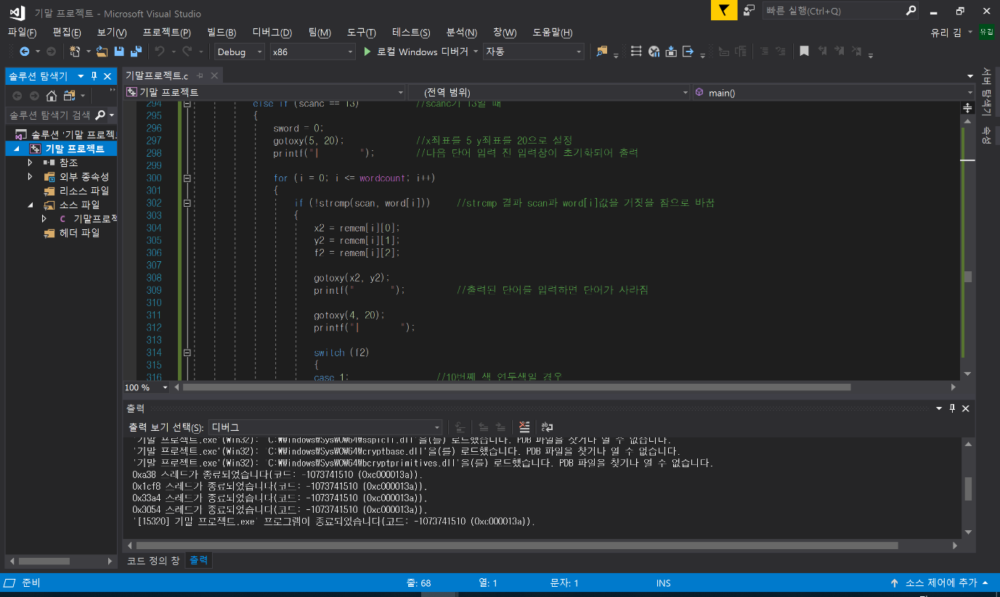 기말 프로젝트 - Microsoft Visual Studio
빠른 실행(Ctrl+Q)
파일(F) 편집(E) 보기(V) 프로젝트(P) 빌드(B) 디버그(D) 팀(M) 도구(T) 테스트(S) 분석(N) 창(W) 도움말(H) 유리 김 유김
Debug x86 로컬 Windows 디버거 자동
솔루션 탐색기
기말프로젝트.c
기말 프로젝트 (전역 범위) main()
솔루션 탐색기 검색
솔루션 '기말 프로젝
기말 프로젝트
참조
외부 종속성
리소스 파일
소스 파일
C 기말프로젝
헤더 파일
서버 탐색기
속성
294 else if (scanc == 13) //scanc가 13일 때
295 {
296 sword = 0;
297 gotoxy(5, 20); //x좌표를 5 y좌표를 20으로 설정
298 printf("| "); //다음 단어 입력 전 입력창이 초기화되어 출력
299
300 for (i = 0; i <= wordcount; i++)
301 {
302 if (!strcmp(scan, word[i])) //strcmp 결과 scan과 word[i]값을 거짓을 참으로 바꿈
303 {
304 x2 = remem[i][0];
305 y2 = remem[i][1];
306 f2 = remem[i][2];
307
308 gotoxy(x2, y2);
309 printf(" "); //출력된 단어를 입력하면 단어가 사라짐
310
311 gotoxy(4, 20);
312 printf("| ");
313
314 switch (f2)
315 {
316 case 1: //10번째 색 연두색일 경우
100 %
출력
출력 보기 선택(S): 디버그
'기말 프로젝트.exe'(Win32): 'C:\Windows\SysWOW64\sspicli.dll'을(를) 로드했습니다. PDB 파일을 찾거나 열 수 없습니다.
'기말 프로젝트.exe'(Win32): 'C:\Windows\SysWOW64\cryptbase.dll'을(를) 로드했습니다. PDB 파일을 찾거나 열 수 없습니다.
'기말 프로젝트.exe'(Win32): 'C:\Windows\SysWOW64\bcryptprimitives.dll'을(를) 로드했습니다. PDB 파일을 찾거나 열 수 없습니다.
0xa38 스레드가 종료되었습니다(코드: -1073741510 (0xc000013a)).
0x1cf8 스레드가 종료되었습니다(코드: -1073741510 (0xc000013a)).
0x33a4 스레드가 종료되었습니다(코드: -1073741510 (0xc000013a)).
0x3054 스레드가 종료되었습니다(코드: -1073741510 (0xc000013a)).
'[15320] 기말 프로젝트.exe' 프로그램이 종료되었습니다(코드: -1073741510 (0xc000013a)).
코드 정의 창 출력
준비 줄: 68 열: 1 문자: 1 INS 소스 제어에 추가